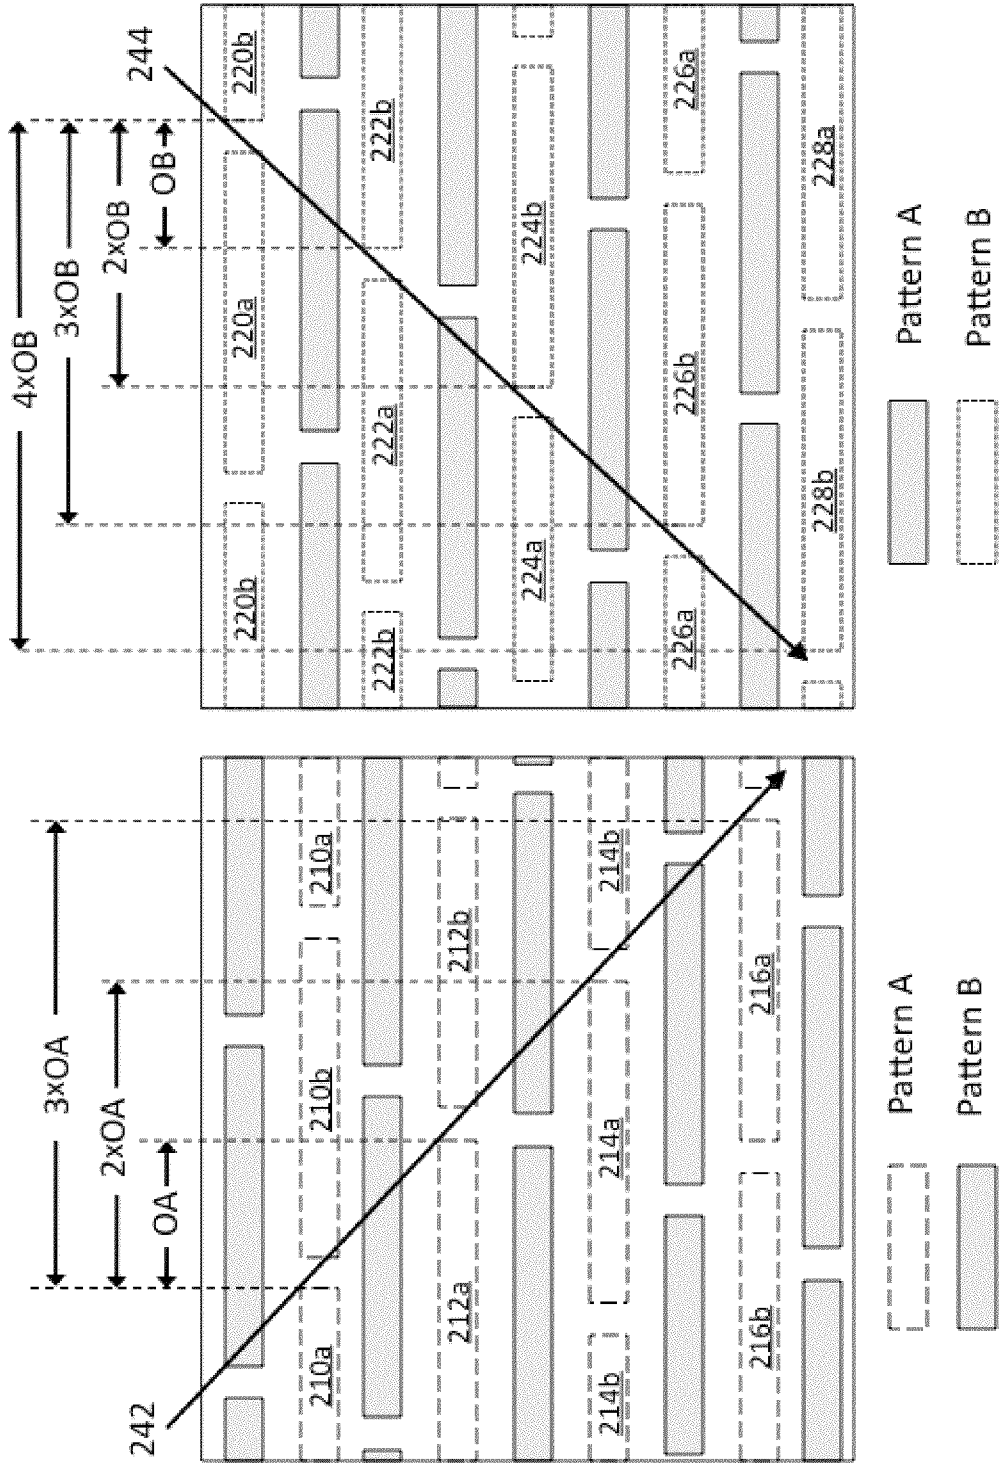 242
OA
2xOA
3xOA
210a
210b
210a
212a
212b
214b
214a
214b
216b
216a
Pattern A
Pattern B
244
OB
2xOB
3xOB
4xOB
220b
220a
220b
222b
222a
222b
224a
224b
226a
226b
226a
228b
228a
Pattern A
Pattern B